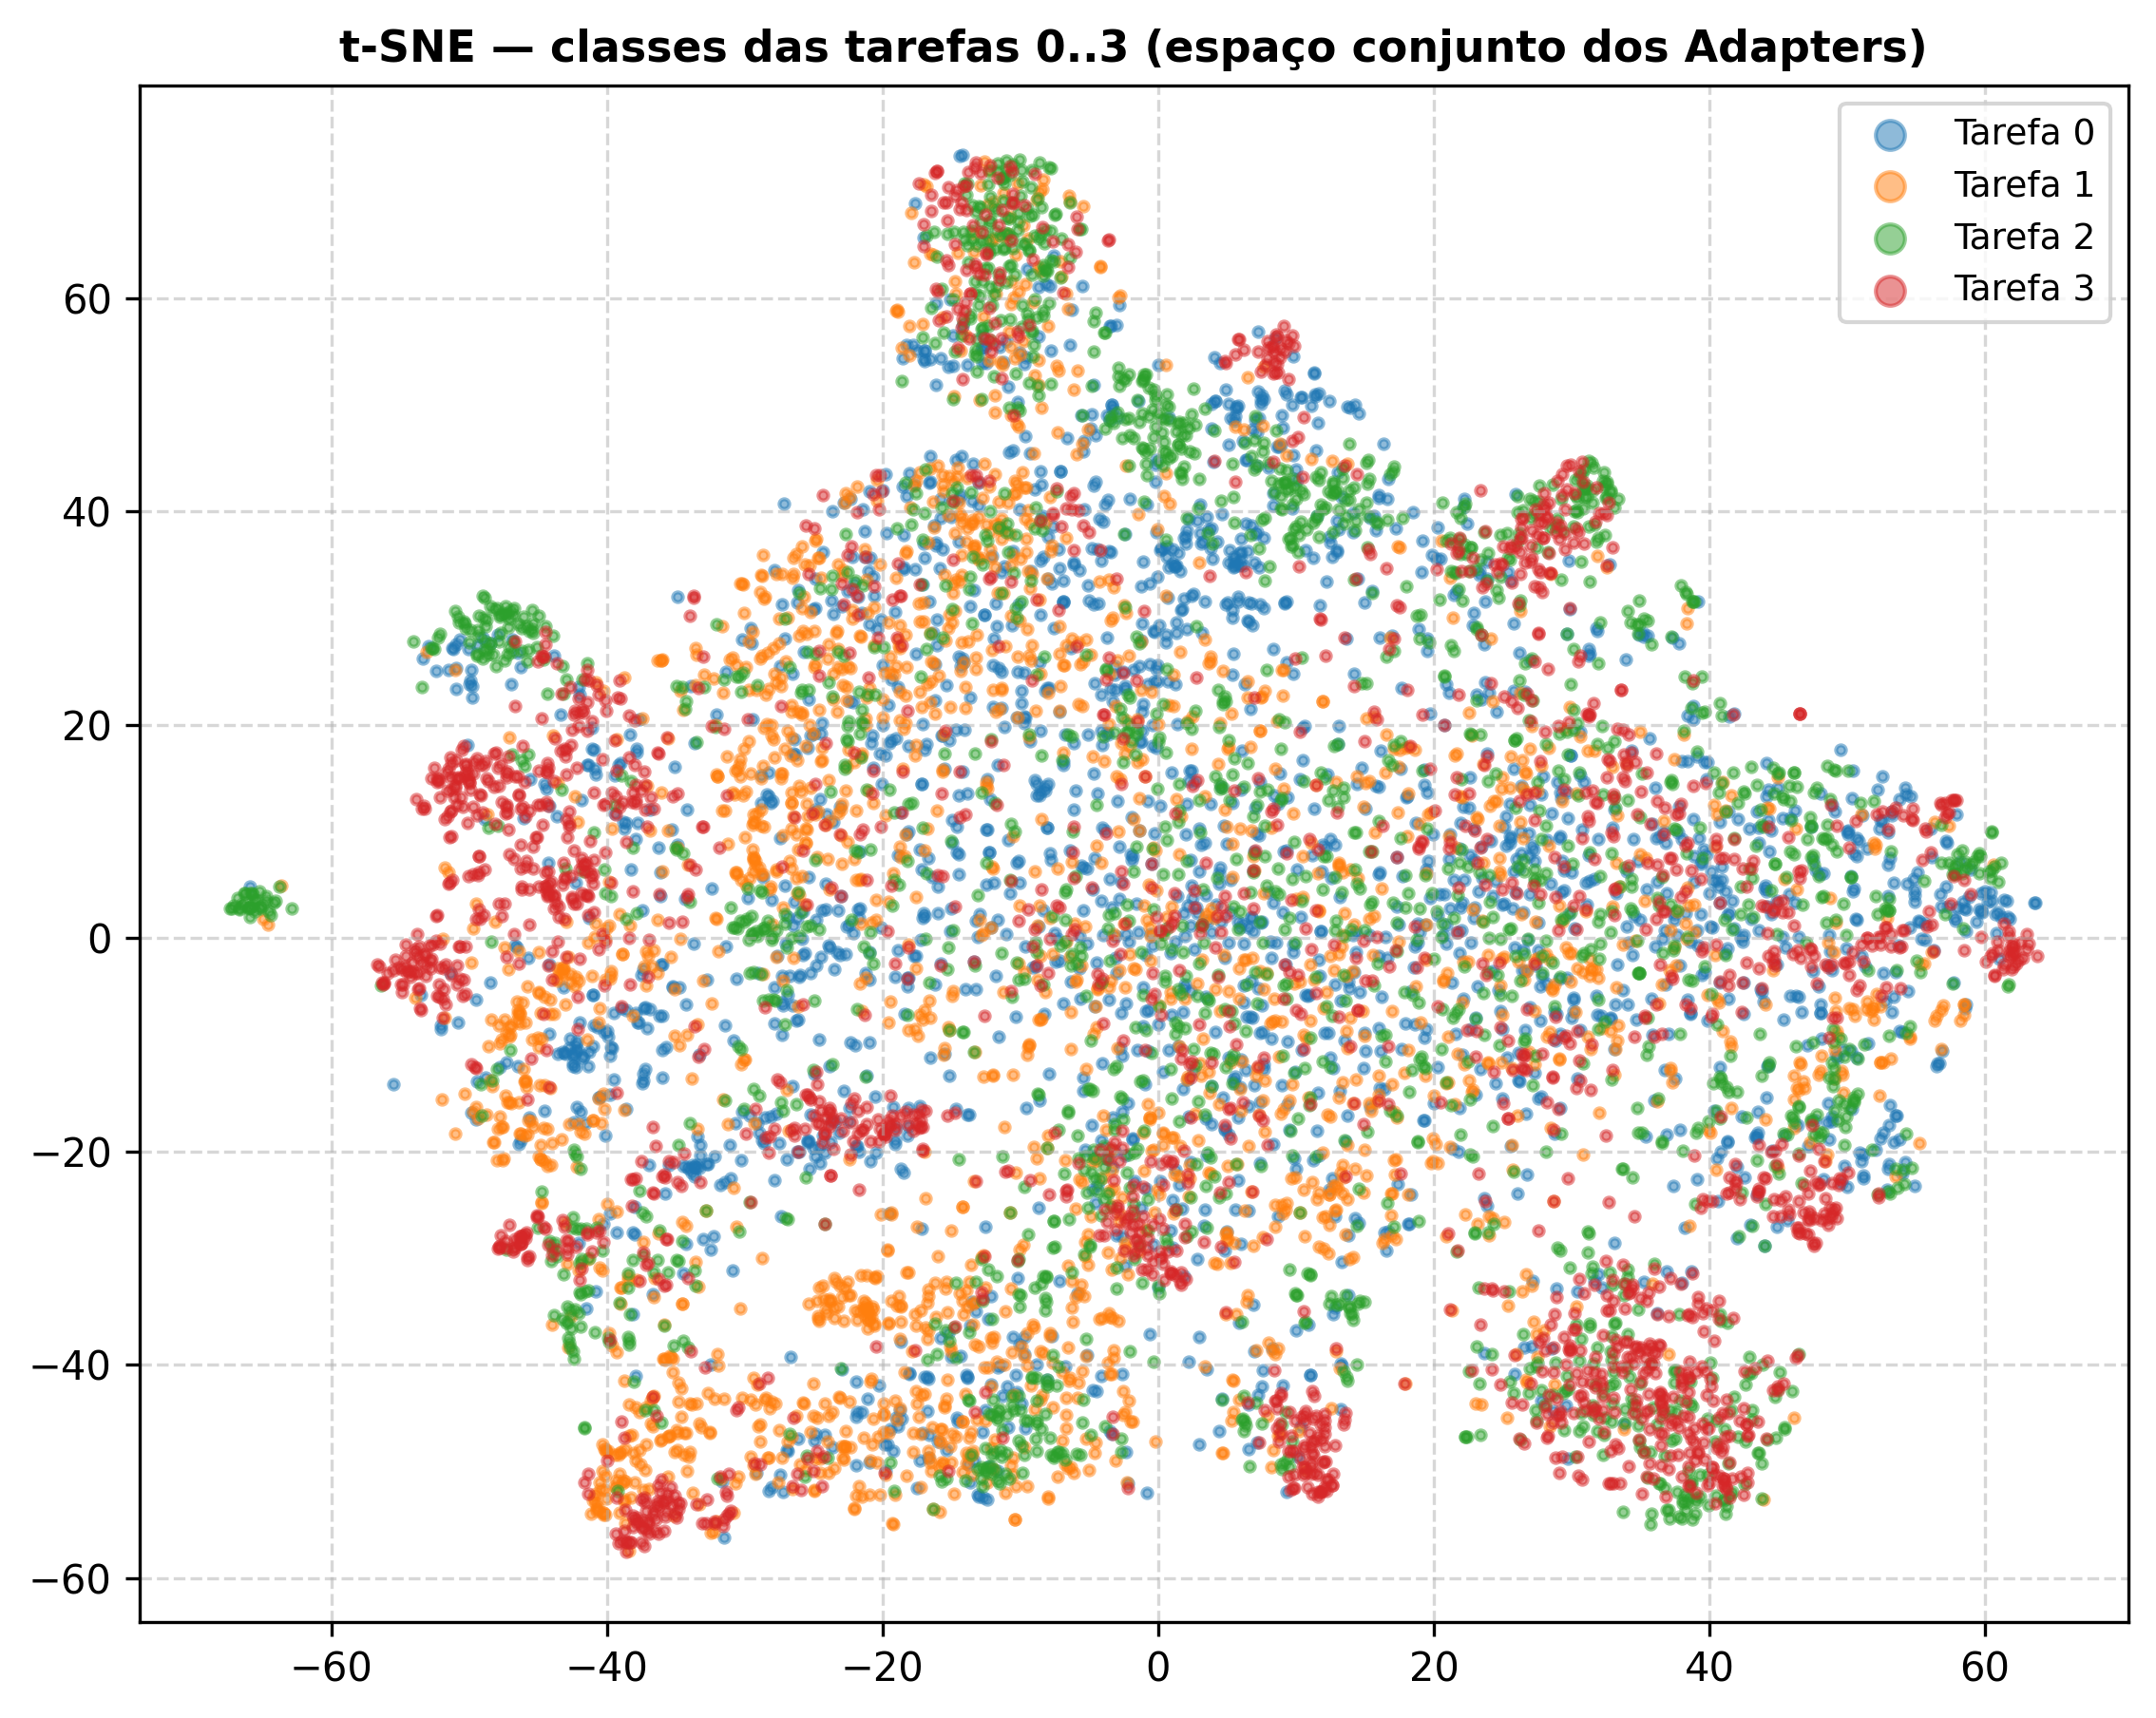 t-SNE — classes das tarefas 0..3 (espaço conjunto dos Adapters)
Tarefa 0
Tarefa 1
Tarefa 2
Tarefa 3
60
40
20
0
−20
−40
−60
−60 −40 −20 0 20 40 60